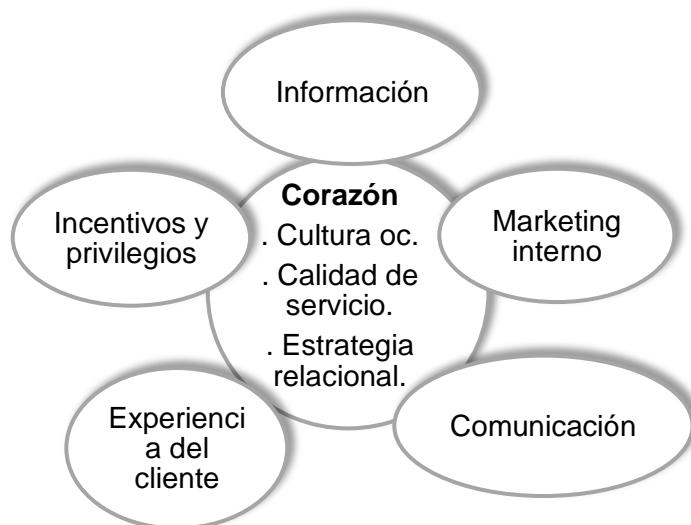 Información
Corazón
. Cultura oc.
. Calidad de
servicio.
. Estrategia
relacional.
Marketing
interno
Comunicación
Experienci
a del
cliente
Incentivos y
privilegios